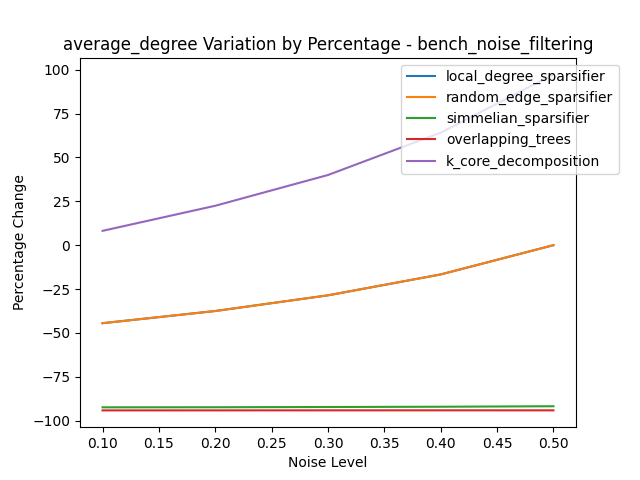 average_degree Variation by Percentage - bench_noise_filtering
local_degree_sparsifier
random_edge_sparsifier
simmelian_sparsifier
overlapping_trees
k_core_decomposition
Percentage Change
100
75
50
25
0
−25
−50
−75
−100
0.10 0.15 0.20 0.25 0.30 0.35 0.40 0.45 0.50
Noise Level